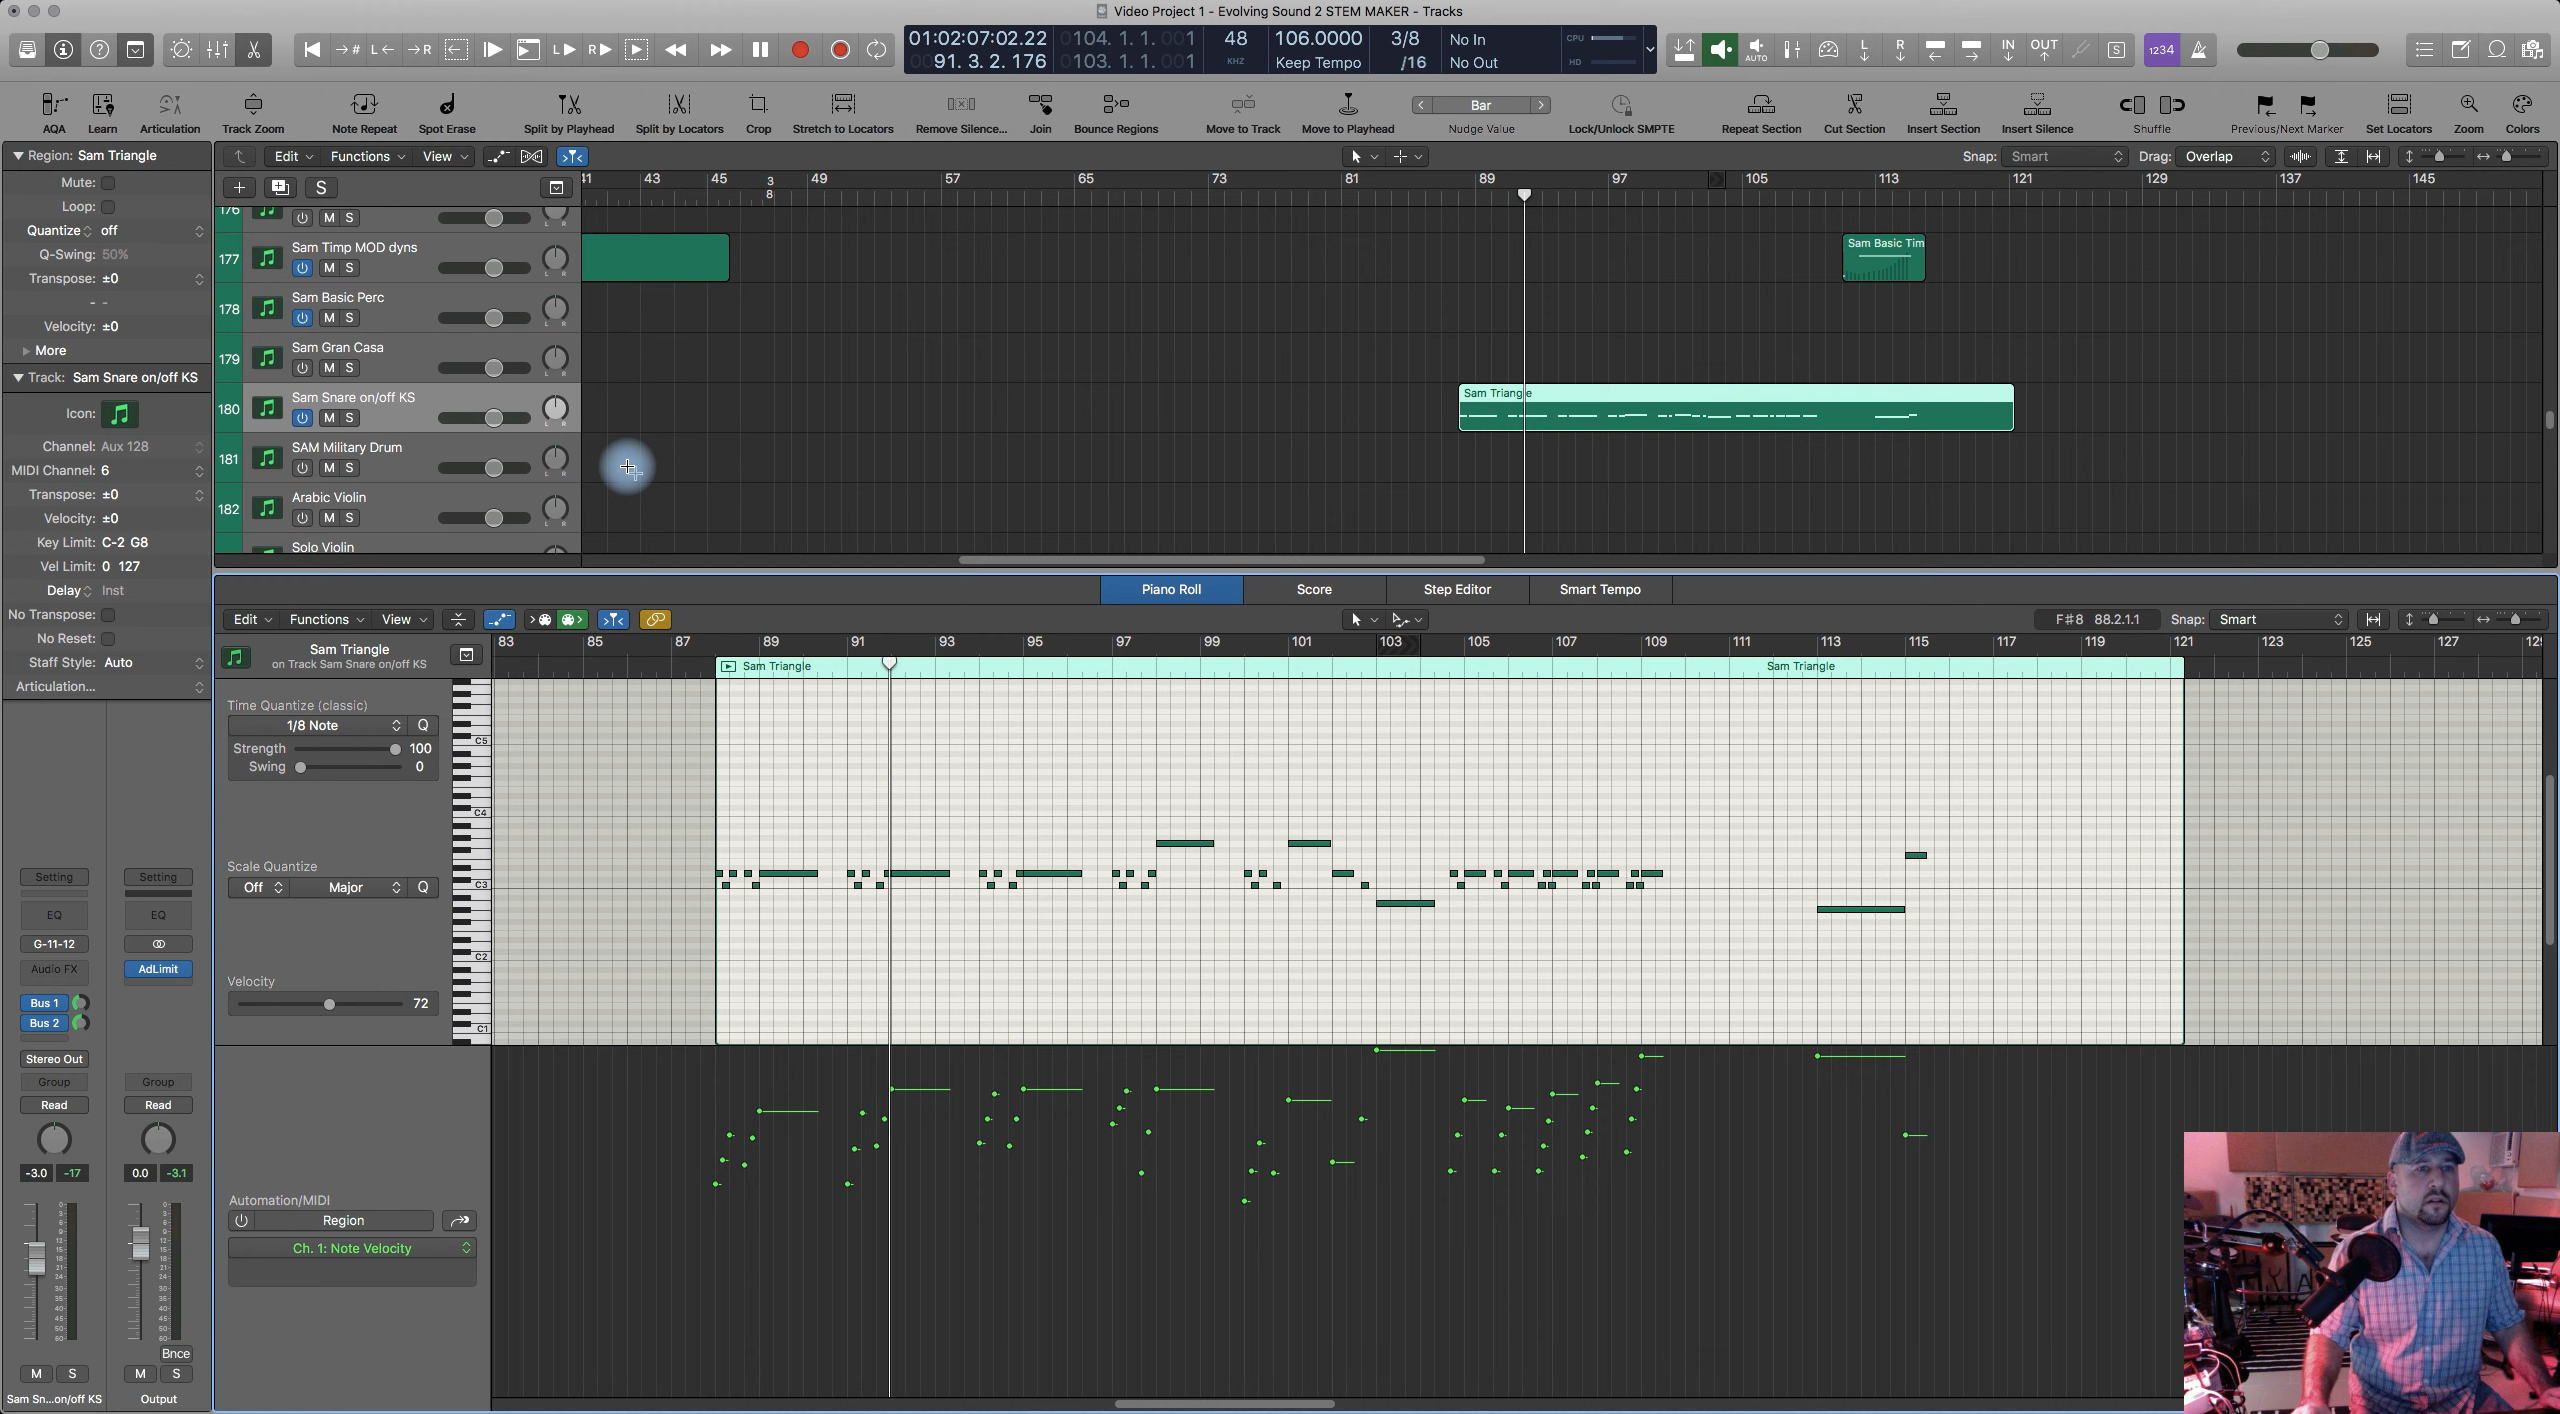 Video Project 1 - Evolving Sound 2 STEM MAKER - Tracks
01:02:07:02.22 0104. 1. 1. 001 48 106.0000 3/8 No In CPU
0091. 3. 2. 176 0103. 1. 1. 001 KHZ Keep Tempo /16 No Out HD
AUTO L R IN OUT S 1234
AQA Learn Articulation Track Zoom Note Repeat Spot Erase Split by Playhead Split by Locators Crop Stretch to Locators Remove Silence... Join Bounce Regions Move to Track Move to Playhead Bar Nudge Value Lock/Unlock SMPTE Repeat Section Cut Section Insert Section Insert Silence Shuffle Previous/Next Marker Set Locators Zoom Colors
Region: Sam Triangle
Edit Functions View Snap: Smart Drag: Overlap
Mute:
Loop:
Quantize off
Q-Swing: 50%
Transpose: ±0
- -
Velocity: ±0
More
Track: Sam Snare on/off KS
Icon:
Channel: Aux 128
MIDI Channel: 6
Transpose: ±0
Velocity: ±0
Key Limit: C-2 G8
Vel Limit: 0 127
Delay Inst
No Transpose:
No Reset:
Staff Style: Auto
Articulation...
S 41 43 45 3/8 49 57 65 73 81 89 97 105 113 121 129 137 145
176 M S
177 Sam Timp MOD dyns M S Sam Basic Tim
178 Sam Basic Perc M S
179 Sam Gran Casa M S
180 Sam Snare on/off KS M S Sam Triangle
181 SAM Military Drum M S
182 Arabic Violin M S
Solo Violin
Piano Roll Score Step Editor Smart Tempo
Edit Functions View F#8 88.2.1.1 Snap: Smart
83 85 87 89 91 93 95 97 99 101 103 105 107 109 111 113 115 117 119 121 123 125 127
Sam Triangle
on Track Sam Snare on/off KS
Sam Triangle Sam Triangle
Time Quantize (classic)
1/8 Note Q
Strength 100
Swing 0
Scale Quantize
Off Major Q
Velocity
72
C5
C4
C3
C2
C1
Automation/MIDI
Region
Ch. 1: Note Velocity
Setting Setting
EQ EQ
G-11-12
Audio FX AdLimit
Bus 1
Bus 2
Stereo Out
Group Group
Read Read
-3.0 -17 0.0 -3.1
Bnce
M S M S
Sam Sn...on/off KS Output